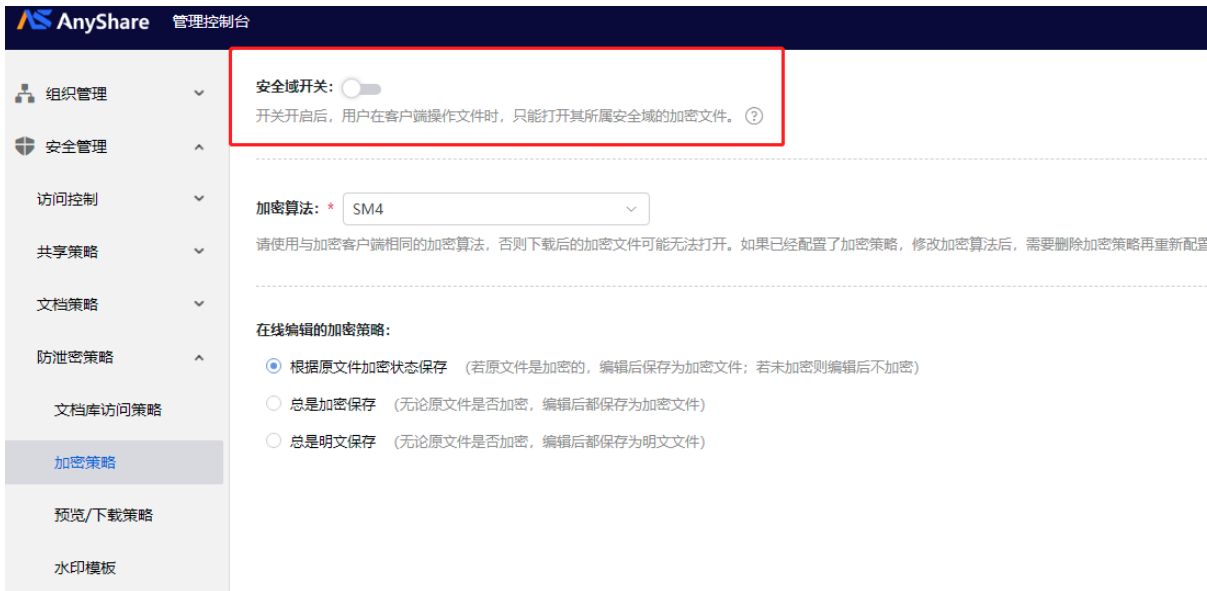 AnyShare 管理控制台
组织管理
安全管理
访问控制
共享策略
文档策略
防泄密策略
文档库访问策略
加密策略
预览/下载策略
水印模板
安全域开关：
开关开启后，用户在客户端操作文件时，只能打开其所属安全域的加密文件。 ?
加密算法： * SM4
请使用与加密客户端相同的加密算法，否则下载后的加密文件可能无法打开。如果已经配置了加密策略，修改加密算法后，需要删除加密策略再重新配置
在线编辑的加密策略：
根据原文件加密状态保存 （若原文件是加密的，编辑后保存为加密文件；若未加密则编辑后不加密）
总是加密保存 （无论原文件是否加密，编辑后都保存为加密文件）
总是明文保存 （无论原文件是否加密，编辑后都保存为明文文件）